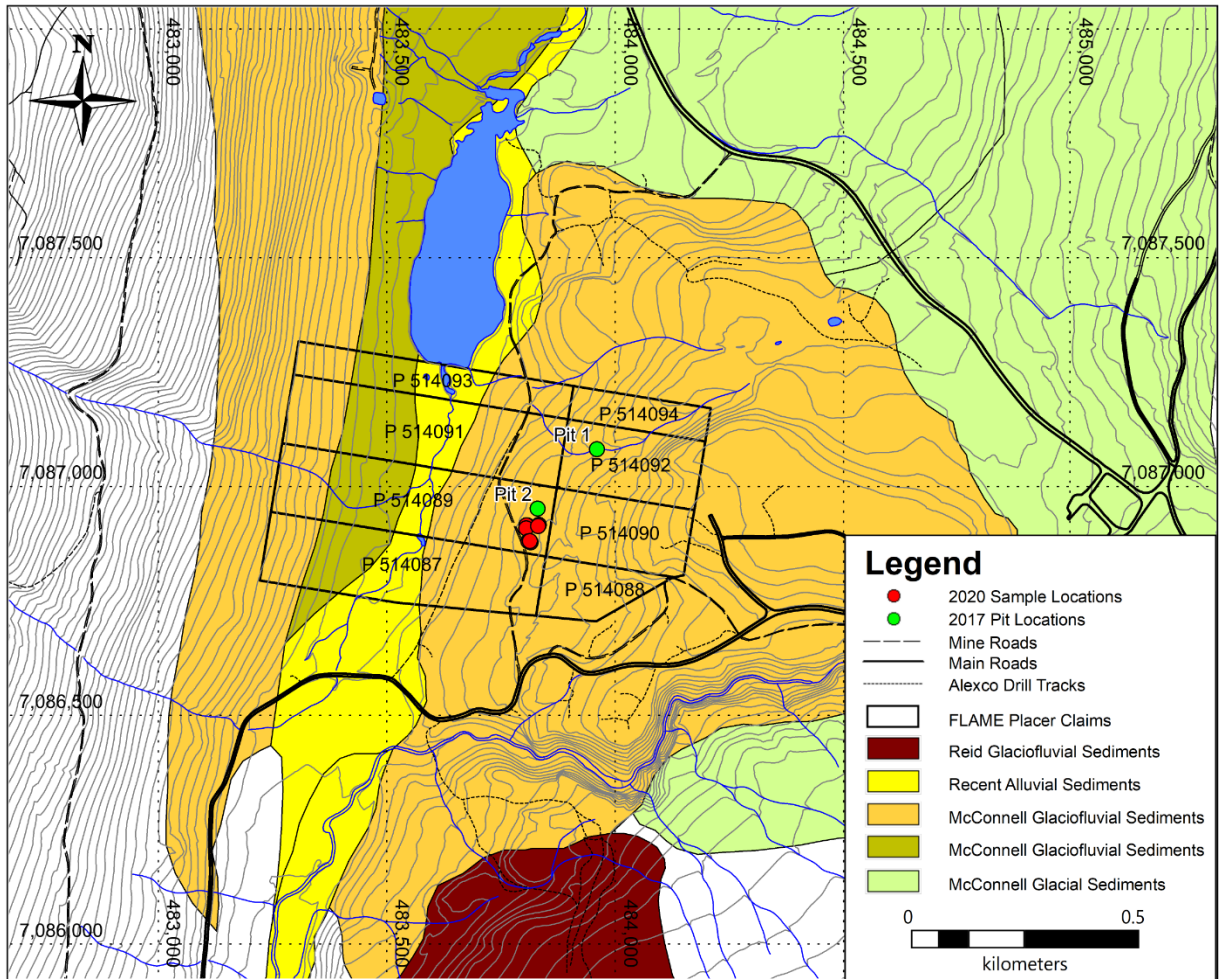 N
483,000
483,500
484,000
484,500
485,000
7,087,500
7,087,500
P 514093
P 514094
P 514091
Pit 1
P 514092
7,087,000
7,087,000
Pit 2
P 514089
P 514090
P 514087
P 514088
7,086,500
7,086,000
483,000
483,500
484,000
Legend
2020 Sample Locations
2017 Pit Locations
Mine Roads
Main Roads
Alexco Drill Tracks
FLAME Placer Claims
Reid Glaciofluvial Sediments
Recent Alluvial Sediments
McConnell Glaciofluvial Sediments
McConnell Glaciofluvial Sediments
McConnell Glacial Sediments
0 0.5
kilometers